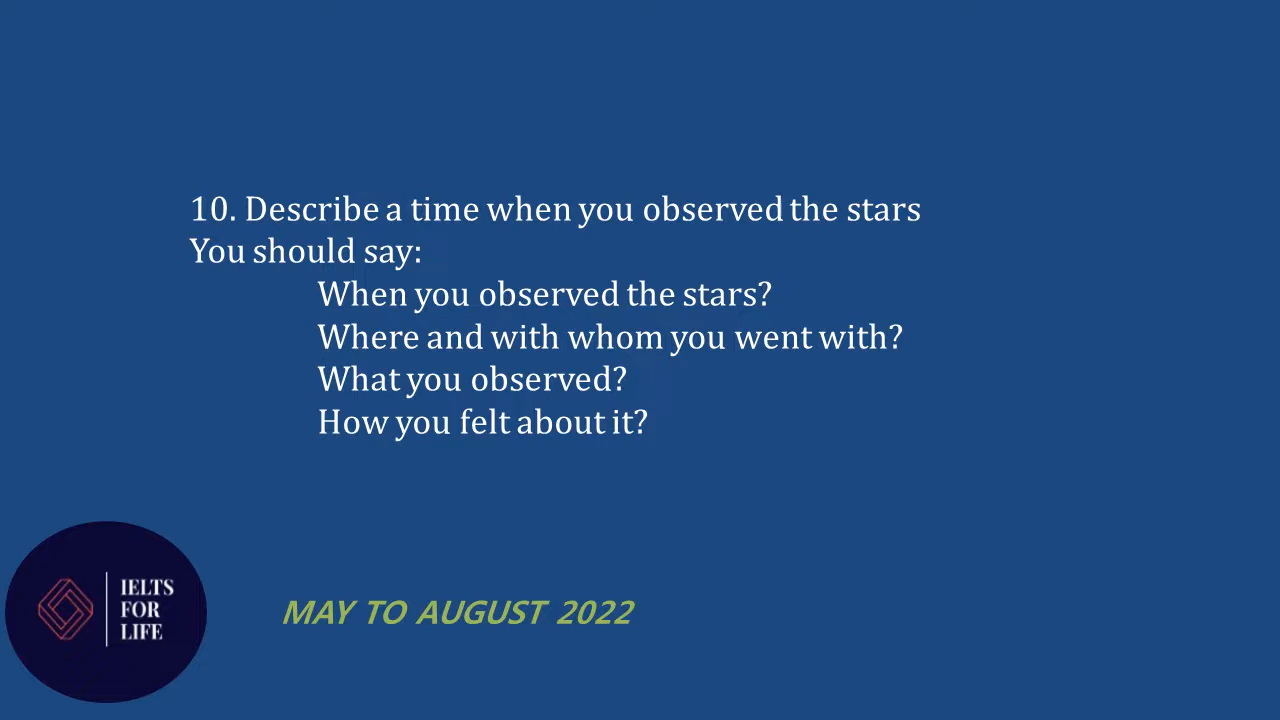 10. Describe a time when you observed the stars
You should say:
When you observed the stars?
Where and with whom you went with?
What you observed?
How you felt about it?
IELTS
FOR
LIFE
MAY TO AUGUST 2022